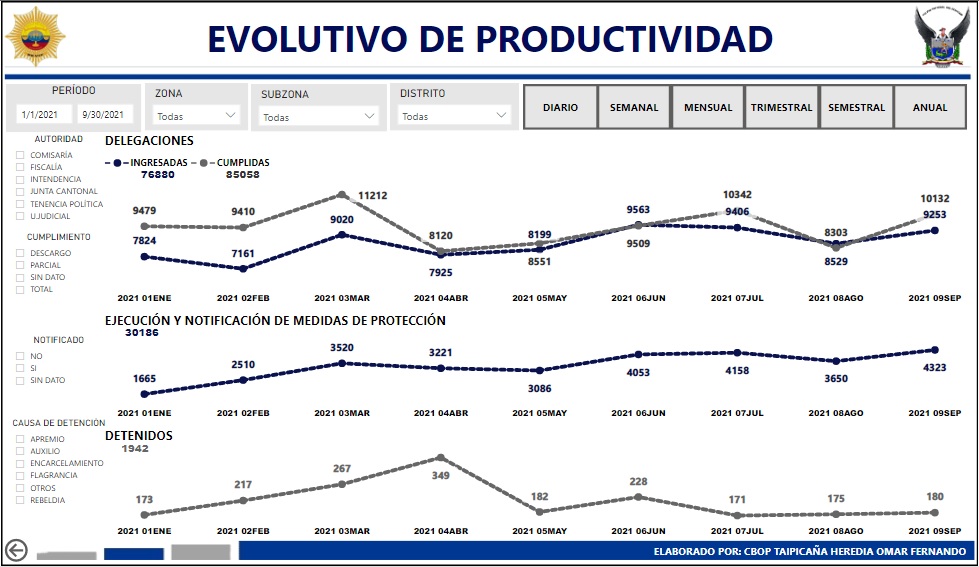 EVOLUTIVO DE PRODUCTIVIDAD
PERÍODO
1/1/2021 9/30/2021
ZONA
Todas
SUBZONA
Todas
DISTRITO
Todas
DIARIO SEMANAL MENSUAL TRIMESTRAL SEMESTRAL ANUAL
AUTORIDAD
COMISARÍA
FISCALÍA
INTENDENCIA
JUNTA CANTONAL
TENENCIA POLÍTICA
UJUDICIAL
CUMPLIMIENTO
DESCARGO
PARCIAL
SIN DATO
TOTAL
NOTIFICADO
NO
SI
SIN DATO
CAUSA DE DETENCIÓN
APREMIO
AUXILIO
ENCARCELAMIENTO
FLAGRANCIA
OTROS
REBELDIA
DELEGACIONES
INGRESADAS CUMPLIDAS
76880 85058
9479 9410 11212 8120 8199 9563 10342 8303 10132
7824 7161 9020 7925 8551 9509 9406 8529 9253
2021 01ENE 2021 02FEB 2021 03MAR 2021 04ABR 2021 05MAY 2021 06JUN 2021 07JUL 2021 08AGO 2021 09SEP
EJECUCIÓN Y NOTIFICACIÓN DE MEDIDAS DE PROTECCIÓN
30186
1665 2510 3520 3221 3086 4053 4158 3650 4323
2021 01ENE 2021 02FEB 2021 03MAR 2021 04ABR 2021 05MAY 2021 06JUN 2021 07JUL 2021 08AGO 2021 09SEP
DETENIDOS
1942
173 217 267 349 182 228 171 175 180
2021 01ENE 2021 02FEB 2021 03MAR 2021 04ABR 2021 05MAY 2021 06JUN 2021 07JUL 2021 08AGO 2021 09SEP
ELABORADO POR: CBOP TAIPICAÑA HEREDIA OMAR FERNANDO